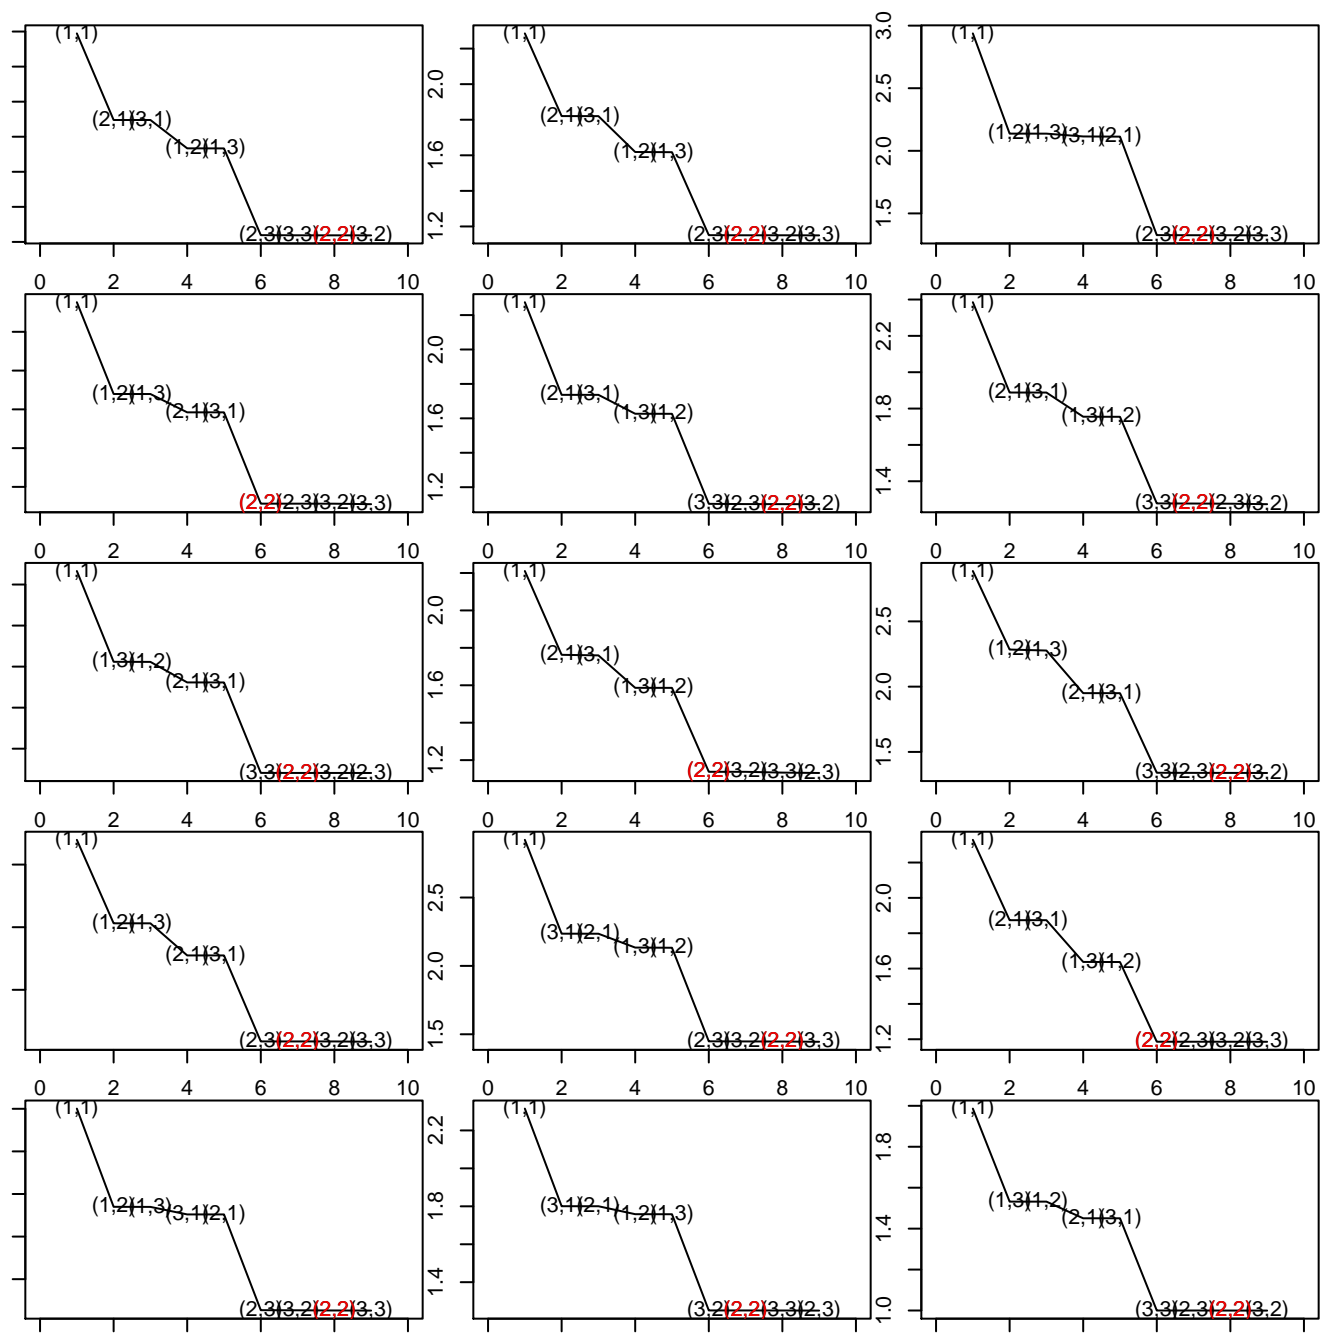 (1,1) (1,1) (1,1)
2.0 1.6 1.2 3.0 2.5 2.0 1.5
(2,1) (3,1) (1,2) (1,3) (2,3) (3,3) (2,2) (3,2)
(2,1) (3,1) (1,2) (1,3) (2,3) (2,2) (3,2) (3,3)
(1,2) (1,3) (3,1) (2,1) (2,3) (2,2) (3,2) (3,3)
0 2 4 6 8 10 0 2 4 6 8 10 0 2 4 6 8 10
(1,1) (1,1) (1,1)
2.0 1.6 1.2 2.2 1.8 1.4
(1,2) (1,3) (2,1) (3,1) (2,2) (2,3) (3,2) (3,3)
(2,1) (3,1) (1,3) (1,2) (3,3) (2,3) (2,2) (3,2)
(2,1) (3,1) (1,3) (1,2) (3,3) (2,2) (2,3) (3,2)
0 2 4 6 8 10 0 2 4 6 8 10 0 2 4 6 8 10
(1,1) (1,1) (1,1)
2.0 1.6 1.2 2.5 2.0 1.5
(1,3) (1,2) (2,1) (3,1) (3,3) (2,2) (3,2) (2,3)
(2,1) (3,1) (1,3) (1,2) (2,2) (3,2) (3,3) (2,3)
(1,2) (1,3) (2,1) (3,1) (3,3) (2,3) (2,2) (3,2)
0 2 4 6 8 10 0 2 4 6 8 10 0 2 4 6 8 10
(1,1) (1,1) (1,1)
2.5 2.0 1.5 2.0 1.6 1.2
(1,2) (1,3) (2,1) (3,1) (2,3) (2,2) (3,2) (3,3)
(3,1) (2,1) (1,3) (1,2) (2,3) (3,2) (2,2) (3,3)
(2,1) (3,1) (1,3) (1,2) (2,2) (2,3) (3,2) (3,3)
0 2 4 6 8 10 0 2 4 6 8 10 0 2 4 6 8 10
(1,1) (1,1) (1,1)
2.2 1.8 1.4 1.8 1.4 1.0
(1,2) (1,3) (3,1) (2,1) (2,3) (3,2) (2,2) (3,3)
(3,1) (2,1) (1,2) (1,3) (3,2) (2,2) (3,3) (2,3)
(1,3) (1,2) (2,1) (3,1) (3,3) (2,3) (2,2) (3,2)